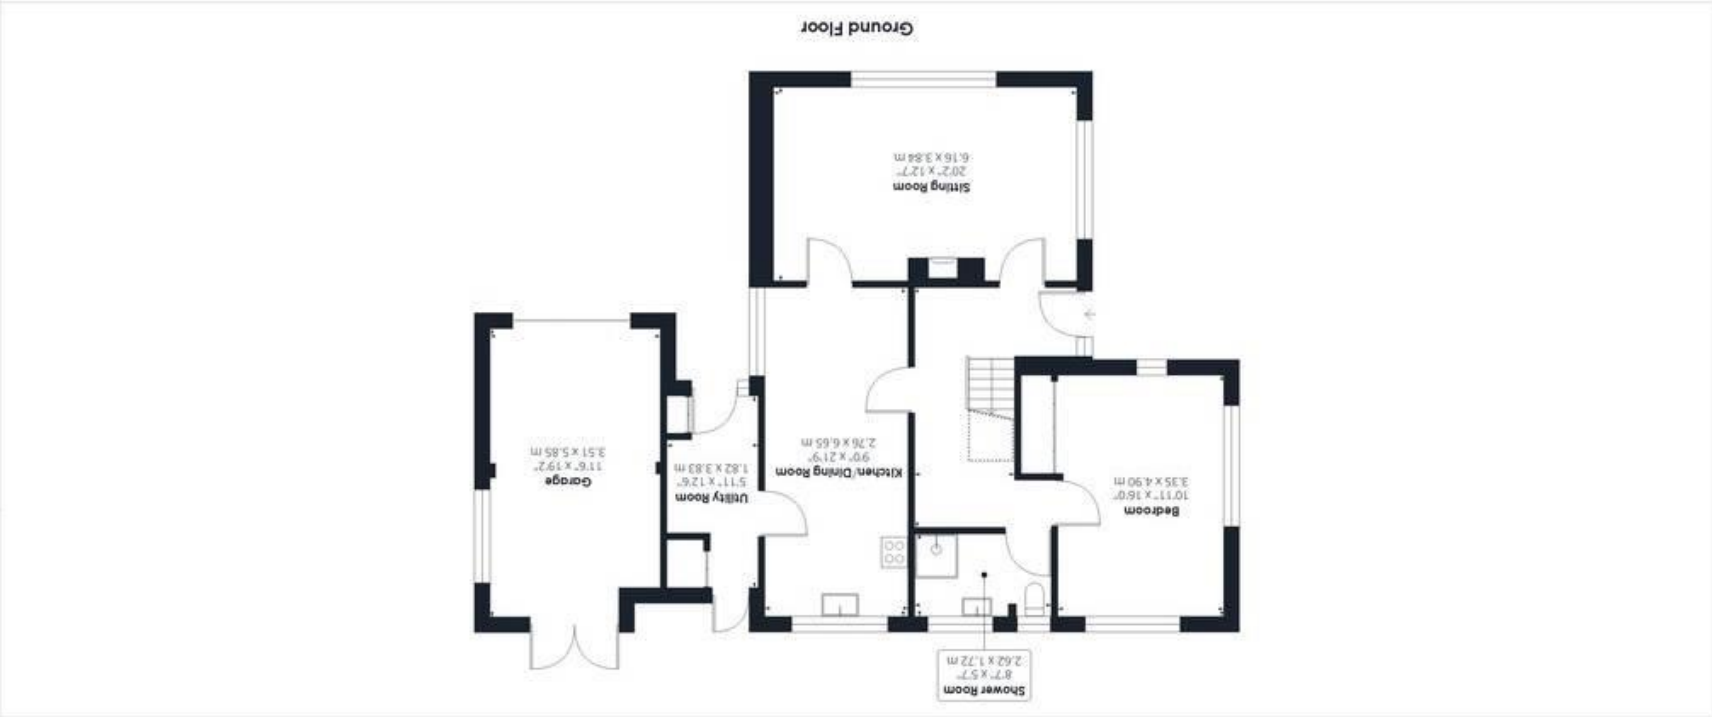 Shower Room
8'7" x 5'7"
2.62 x 1.72 m
Bedroom
10'11" x 16'0"
3.35 x 4.90 m
Kitchen/Dining Room
9'0" x 21'9"
2.76 x 6.65 m
Utility Room
5'11" x 12'6"
1.82 x 3.83 m
Garage
11'6" x 19'2"
3.51 x 5.85 m
Sitting Room
20'2" x 12'7"
6.16 x 3.84 m
Ground Floor